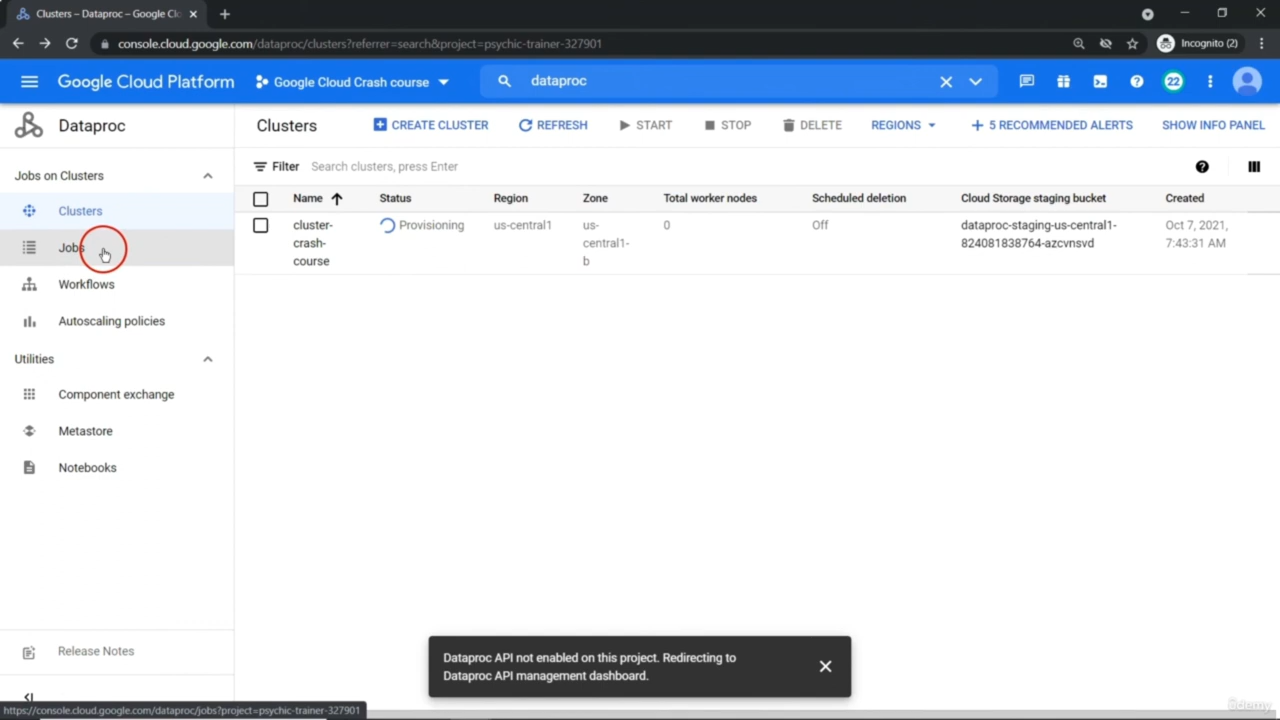 Clusters – Dataproc – Google Clo
console.cloud.google.com/dataproc/clusters?referrer=search&project=psychic-trainer-327901
Incognito (2)
Google Cloud Platform
Google Cloud Crash course
dataproc
22
Dataproc
Clusters
CREATE CLUSTER
REFRESH
START
STOP
DELETE
REGIONS
5 RECOMMENDED ALERTS
SHOW INFO PANEL
Jobs on Clusters
Clusters
Jobs
Workflows
Autoscaling policies
Utilities
Component exchange
Metastore
Notebooks
Release Notes
Filter Search clusters, press Enter
Name Status Region Zone Total worker nodes Scheduled deletion Cloud Storage staging bucket Created
cluster- Provisioning us-central1 us- 0 Off dataproc-staging-us-central1- Oct 7, 2021,
crash- central1- 824081838764-azcvnsvd 7:43:31 AM
course b
Dataproc API not enabled on this project. Redirecting to
Dataproc API management dashboard.
https://console.cloud.google.com/dataproc/jobs?project=psychic-trainer-327901
ûdemy